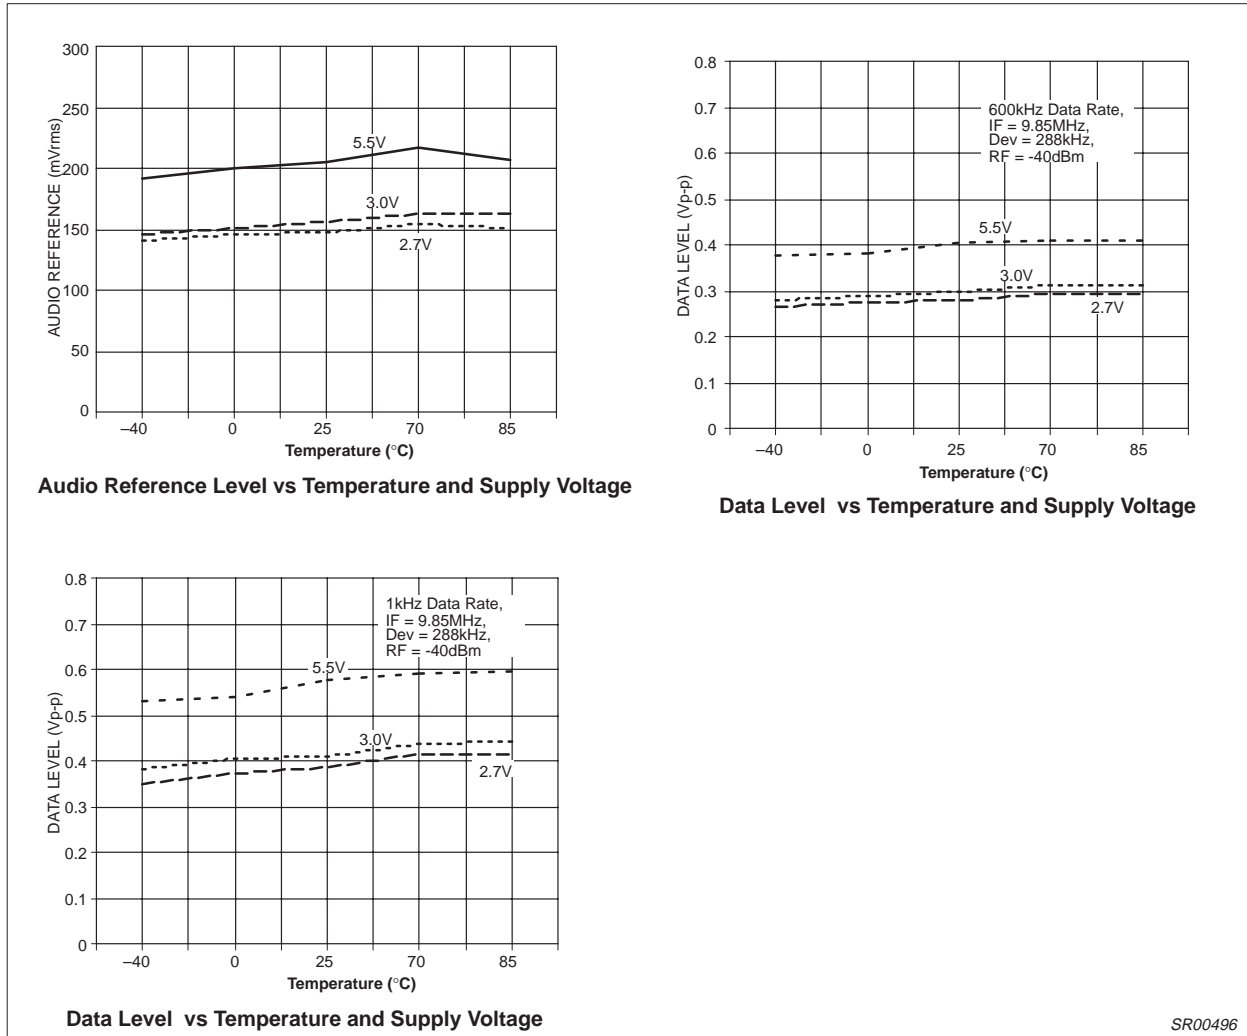 300
250
200
150
100
50
0
AUDIO REFERENCE (mVrms)
5.5V
3.0V
2.7V
–40 0 25 70 85
Temperature (°C)
Audio Reference Level vs Temperature and Supply Voltage
0.8
0.7
0.6
0.5
0.4
0.3
0.2
0.1
0
DATA LEVEL (Vp-p)
600kHz Data Rate,
IF = 9.85MHz,
Dev = 288kHz,
RF = -40dBm
5.5V
3.0V
2.7V
–40 0 25 70 85
Temperature (°C)
Data Level vs Temperature and Supply Voltage
0.8
0.7
0.6
0.5
0.4
0.3
0.2
0.1
0
DATA LEVEL (Vp-p)
1kHz Data Rate,
IF = 9.85MHz,
Dev = 288kHz,
RF = -40dBm
5.5V
3.0V
2.7V
–40 0 25 70 85
Temperature (°C)
Data Level vs Temperature and Supply Voltage
SR00496